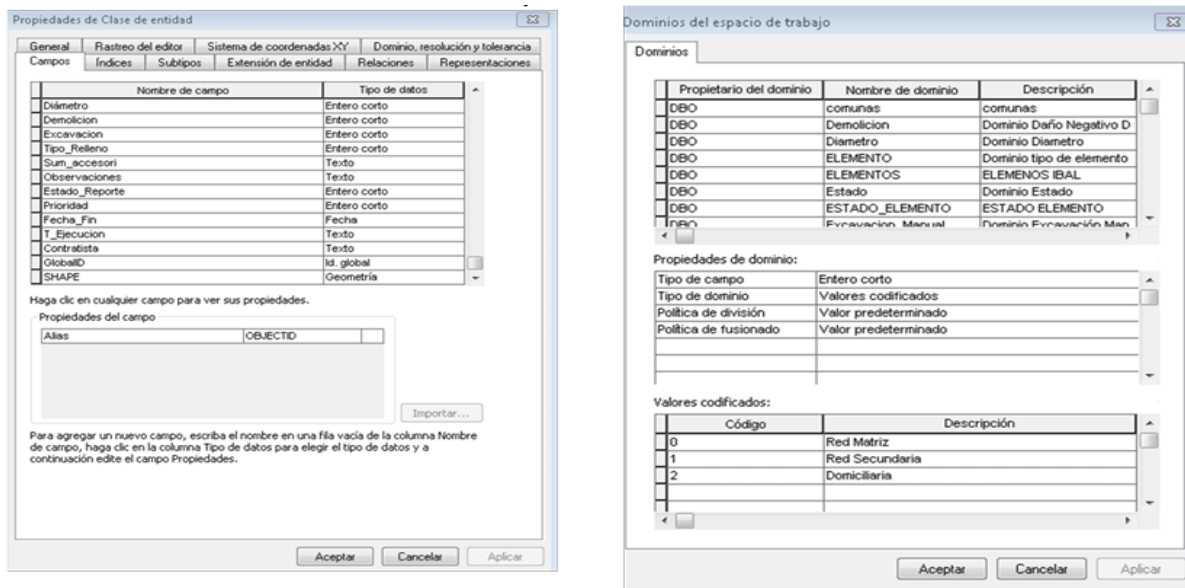 Propiedades de Clase de entidad
General Rastreo del editor Sistema de coordenadas XY Dominio, resolución y tolerancia
Campos Índices Subtipos Extensión de entidad Relaciones Representaciones
Nombre de campo Tipo de datos
Diámetro Entero corto
Demolicion Entero corto
Excavacion Entero corto
Tipo_Relleno Entero corto
Sum_accesori Texto
Observaciones Texto
Estado_Reporte Entero corto
Prioridad Entero corto
Fecha_Fin Fecha
T_Ejecucion Texto
Contratista Texto
GlobalID Id. global
SHAPE Geometría
Haga clic en cualquier campo para ver sus propiedades.
Propiedades del campo
Alias OBJECTID
Importar...
Para agregar un nuevo campo, escriba el nombre en una fila vacía de la columna Nombre
de campo, haga clic en la columna Tipo de datos para elegir el tipo de datos y a
continuación edite el campo Propiedades.
Aceptar Cancelar Aplicar
Dominios del espacio de trabajo
Dominios
Propietario del dominio Nombre de dominio Descripción
DBO comunas comunas
DBO Demolicion Dominio Daño Negativo D
DBO Diametro Dominio Diametro
DBO ELEMENTO Dominio tipo de elemento
DBO ELEMENTOS ELEMENOS IBAL
DBO Estado Dominio Estado
DBO ESTADO_ELEMENTO ESTADO ELEMENTO
DBO Excavacion_Manual Dominio Excavación Man
Propiedades de dominio:
Tipo de campo Entero corto
Tipo de dominio Valores codificados
Política de división Valor predeterminado
Política de fusionado Valor predeterminado
Valores codificados:
Código Descripción
0 Red Matriz
1 Red Secundaria
2 Domiciliaria
Aceptar Cancelar Aplicar